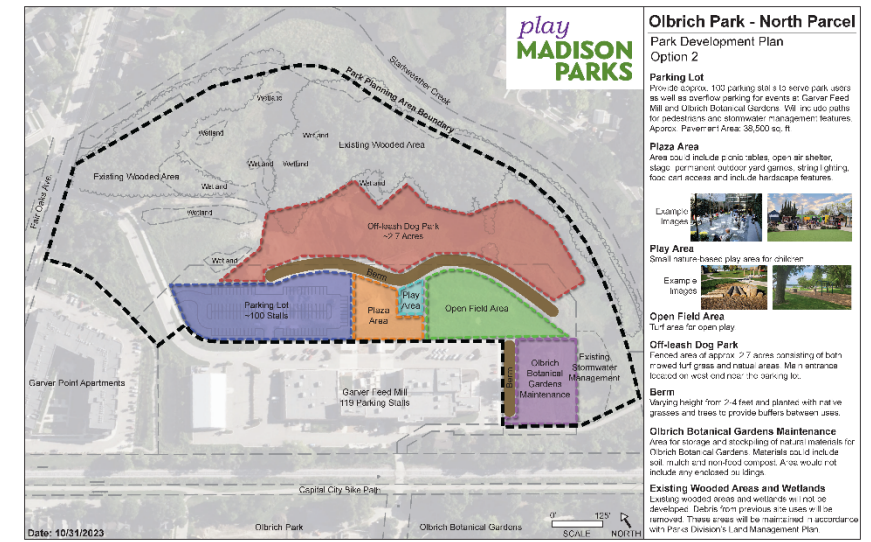 play
MADISON
PARKS
Starkweather Creek
Park Planning Area Boundary
Wetland
Wetland
Wetland
Existing Wooded Area
Wetland
Wetland
Existing Wooded Area
Wetland
Wetland
Wetland
Fair Oaks Ave.
Off-leash Dog Park
~2.7 Acres
Wetland
Berm
Parking Lot
~100 Stalls
Plaza
Area
Play
Area
Open Field Area
Garver Point Apartments
Garver Feed Mill
119 Parking Stalls
Berm
Olbrich
Botanical
Gardens
Maintenance
Existing
Stormwater
Management
Capital City Bike Path
Olbrich Park
Olbrich Botanical Gardens
0' 125'
SCALE
NORTH
Date: 10/31/2023
Olbrich Park - North Parcel
Park Development Plan
Option 2
Parking Lot
Provide approx. 100 parking stalls to serve park users
as well as overflow parking for events at Garver Feed
Mill and Olbrich Botanical Gardens. Will include paths
for pedestrians and stormwater management features.
Approx. Pavement Area: 38,500 sq. ft
Plaza Area
Area could include picnic tables, open air shelter,
stage, permanent outdoor yard games, string lighting,
food cart access and include hardscape features.
Example
Images
Play Area
Small nature-based play area for children
Example
Images
Open Field Area
Turf area for open play
Off-leash Dog Park
Fenced area of approx. 2.7 acres consisting of both
mowed turf grass and natural areas. Main entrance
located on west end near the parking lot.
Berm
Varying height from 2-4 feet and planted with native
grasses and trees to provide buffers between uses.
Olbrich Botanical Gardens Maintenance
Area for storage and stockpiling of natural materials for
Olbrich Botanical Gardens. Materials could include
soil, mulch and non-food compost. Area would not
include any enclosed buildings.
Existing Wooded Areas and Wetlands
Existing wooded areas and wetlands will not be
developed. Debris from previous site uses will be
removed. These areas will be maintained in accordance
with Parks Division's Land Management Plan.